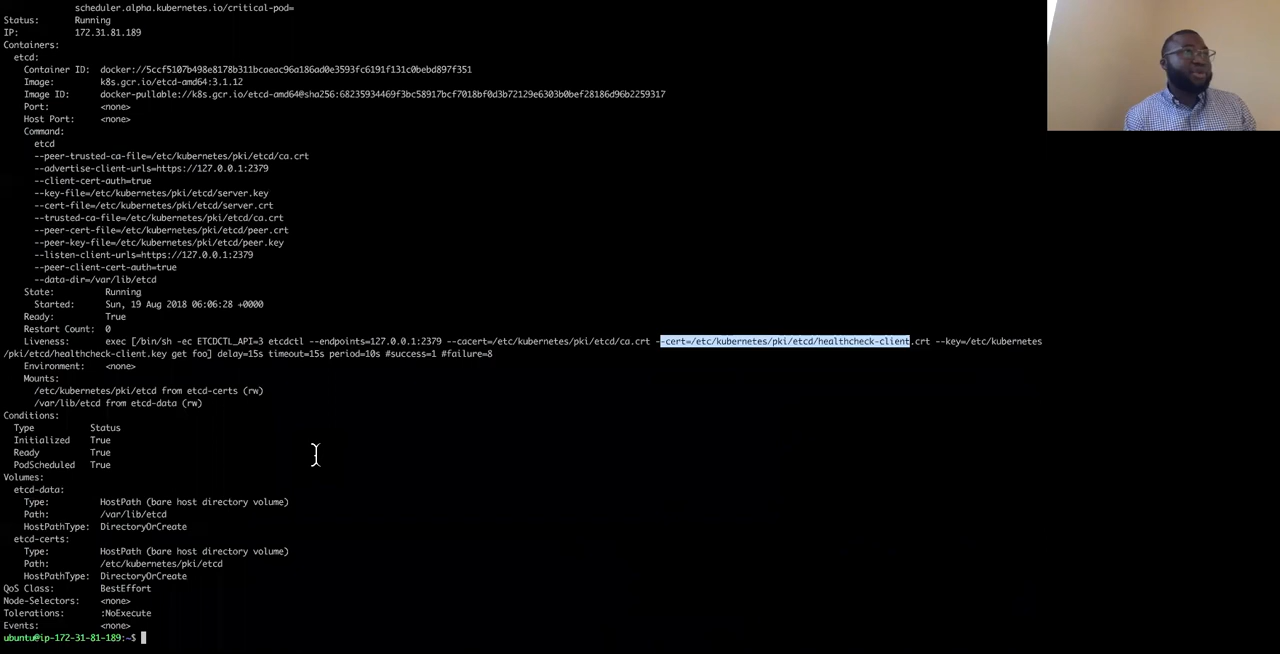 scheduler.alpha.kubernetes.io/critical-pod=
Status: Running
IP: 172.31.81.189
Containers:
etcd:
Container ID: docker://5ccf5107b498e8178b311bcaeac96a186ad0e3593fc6191f131c0bebd897f351
Image: k8s.gcr.io/etcd-amd64:3.1.12
Image ID: docker-pullable://k8s.gcr.io/etcd-amd64@sha256:68235934469f3bc58917bcf7018bf0d3b72129e6303b0bef28186d96b2259317
Port: <none>
Host Port: <none>
Command:
etcd
--peer-trusted-ca-file=/etc/kubernetes/pki/etcd/ca.crt
--advertise-client-urls=https://127.0.0.1:2379
--client-cert-auth=true
--key-file=/etc/kubernetes/pki/etcd/server.key
--cert-file=/etc/kubernetes/pki/etcd/server.crt
--trusted-ca-file=/etc/kubernetes/pki/etcd/ca.crt
--peer-cert-file=/etc/kubernetes/pki/etcd/peer.crt
--peer-key-file=/etc/kubernetes/pki/etcd/peer.key
--listen-client-urls=https://127.0.0.1:2379
--peer-client-cert-auth=true
--data-dir=/var/lib/etcd
State: Running
Started: Sun, 19 Aug 2018 06:06:28 +0000
Ready: True
Restart Count: 0
Liveness: exec [/bin/sh -ec ETCDCTL_API=3 etcdctl --endpoints=127.0.0.1:2379 --cacert=/etc/kubernetes/pki/etcd/ca.crt --cert=/etc/kubernetes/pki/etcd/healthcheck-client.crt --key=/etc/kubernetes
/pki/etcd/healthcheck-client.key get foo] delay=15s timeout=15s period=10s #success=1 #failure=8
Environment: <none>
Mounts:
/etc/kubernetes/pki/etcd from etcd-certs (rw)
/var/lib/etcd from etcd-data (rw)
Conditions:
Type Status
Initialized True
Ready True
PodScheduled True
Volumes:
etcd-data:
Type: HostPath (bare host directory volume)
Path: /var/lib/etcd
HostPathType: DirectoryOrCreate
etcd-certs:
Type: HostPath (bare host directory volume)
Path: /etc/kubernetes/pki/etcd
HostPathType: DirectoryOrCreate
QoS Class: BestEffort
Node-Selectors: <none>
Tolerations: :NoExecute
Events: <none>
ubuntu@ip-172-31-81-189:~$